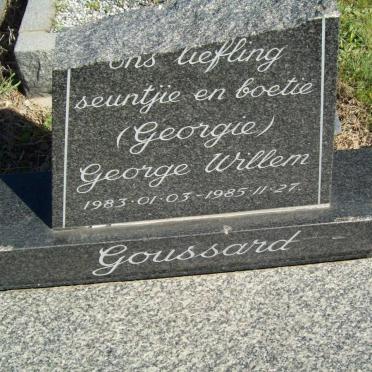 Ons liefling
seuntjie en boetie
(Georgie)
George Willem
1983·01·03-1985·11·27.
Goussard